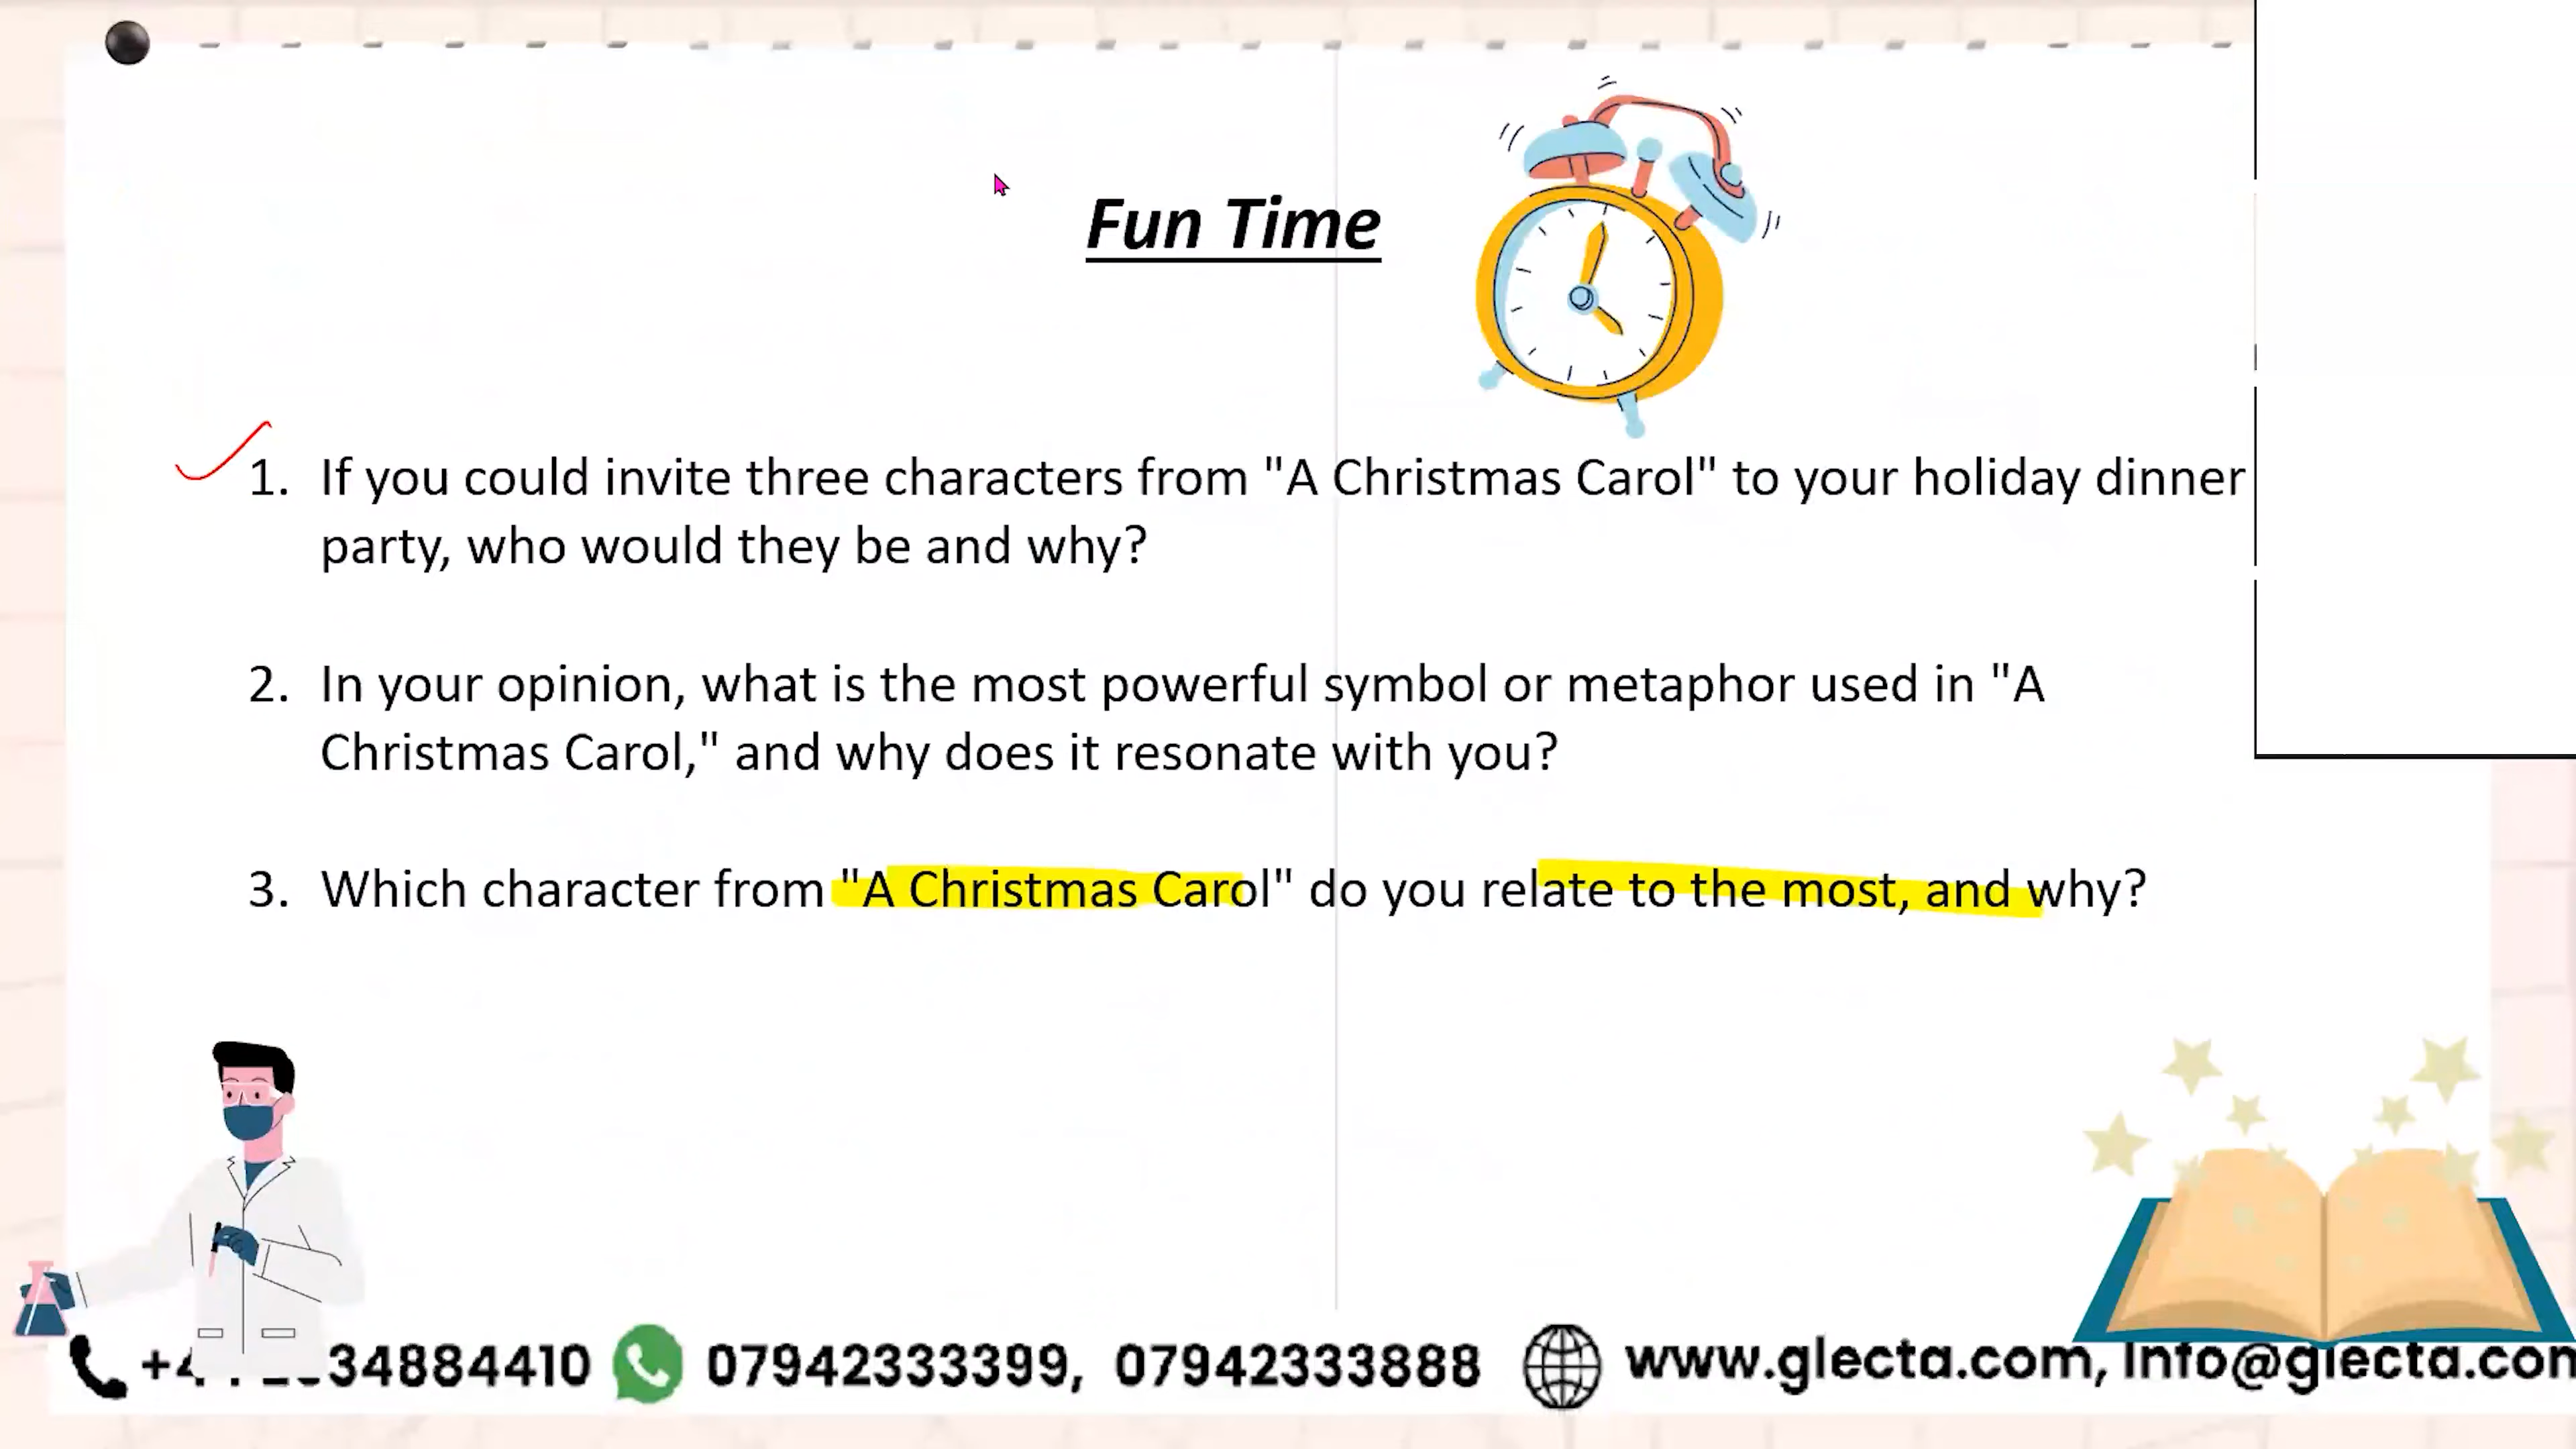 Fun Time
1. If you could invite three characters from "A Christmas Carol" to your holiday dinner
party, who would they be and why?
2. In your opinion, what is the most powerful symbol or metaphor used in "A
Christmas Carol," and why does it resonate with you?
3. Which character from "A Christmas Carol" do you relate to the most, and why?
34884410 07942333399, 07942333888 www.glecta.com, Info@glecta.com